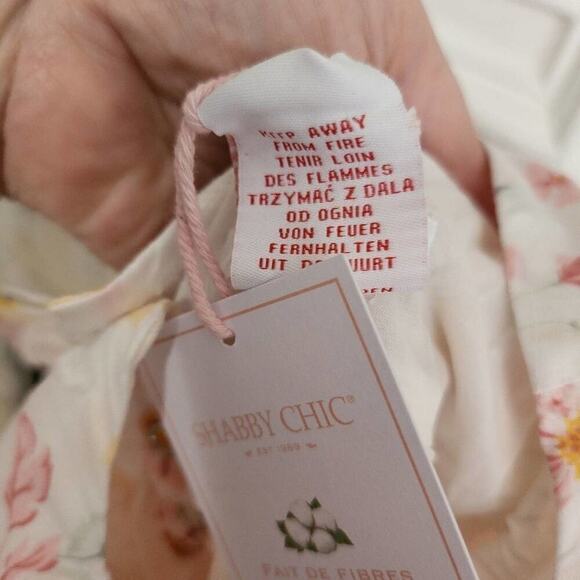 KEEP AWAY
FROM FIRE
TENIR LOIN
DES FLAMMES
TRZYMAĆ Z DALA
OD OGNIA
VON FEUER
FERNHALTEN
UIT VUURT
SHABBY CHIC®
EST 1989
FAIT DE FIBRES